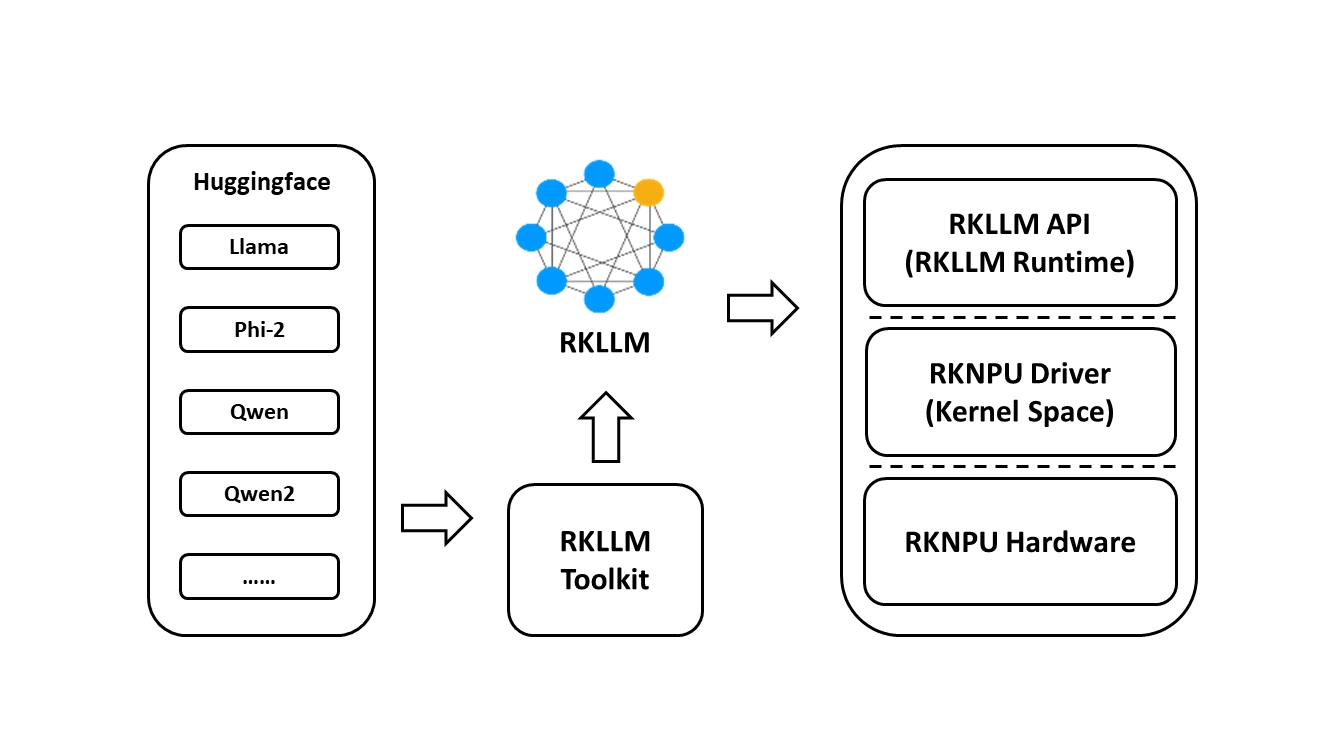 Huggingface
Llama
Phi-2
Qwen
Qwen2
......
RKLLM
RKLLM
Toolkit
RKLLM API
(RKLLM Runtime)
RKNPU Driver
(Kernel Space)
RKNPU Hardware